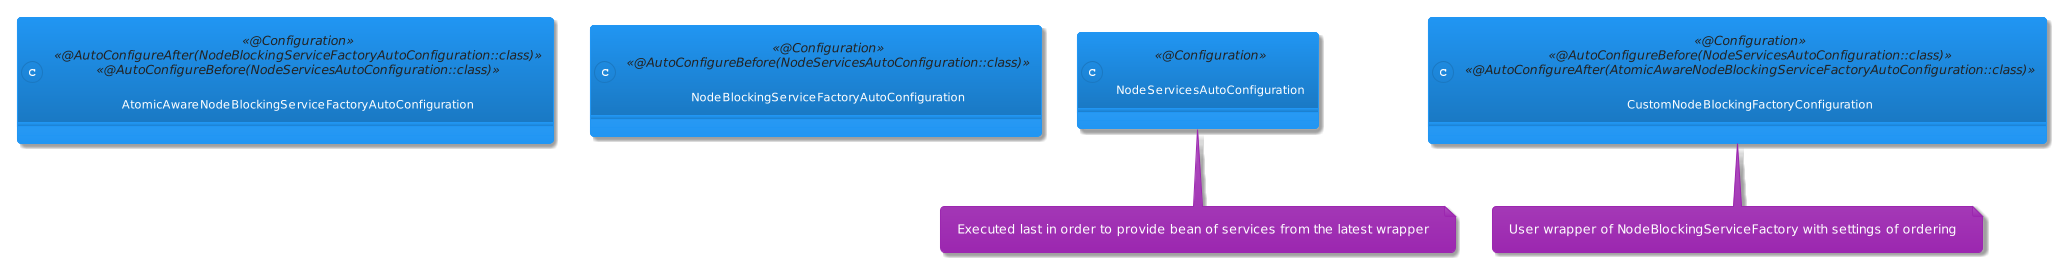 «@Configuration»
«@AutoConfigureAfter(NodeBlockingServiceFactoryAutoConfiguration::class)»
«@AutoConfigureBefore(NodeServicesAutoConfiguration::class)»
C
AtomicAwareNodeBlockingServiceFactoryAutoConfiguration
«@Configuration»
«@AutoConfigureBefore(NodeServicesAutoConfiguration::class)»
C
NodeBlockingServiceFactoryAutoConfiguration
«@Configuration»
C
NodeServicesAutoConfiguration
«@Configuration»
«@AutoConfigureBefore(NodeServicesAutoConfiguration::class)»
«@AutoConfigureAfter(AtomicAwareNodeBlockingServiceFactoryAutoConfiguration::class)»
C
CustomNodeBlockingFactoryConfiguration
Executed last in order to provide bean of services from the latest wrapper
User wrapper of NodeBlockingServiceFactory with settings of ordering